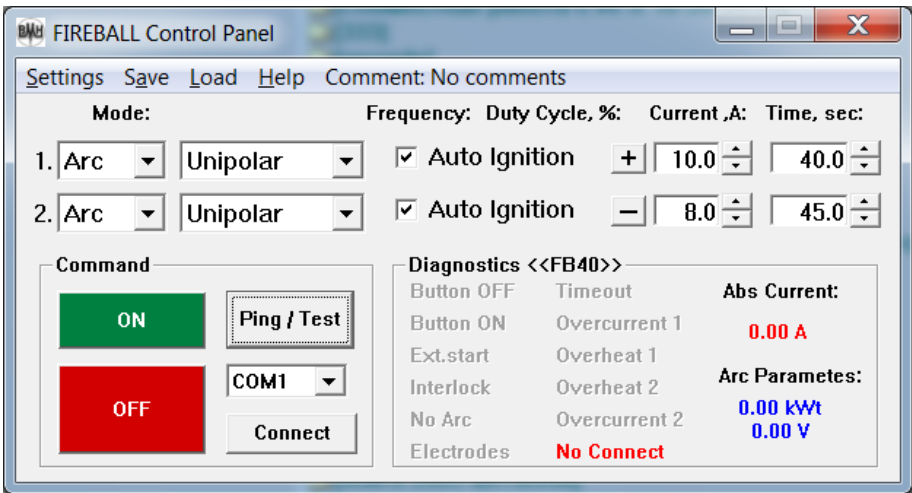 BWH FIREBALL Control Panel
Settings Save Load Help Comment: No comments
Mode: Frequency: Duty Cycle, %: Current ,A: Time, sec:
1. Arc Unipolar Auto Ignition + 10.0 40.0
2. Arc Unipolar Auto Ignition — 8.0 45.0
Command
ON
Ping / Test
OFF
COM1
Connect
Diagnostics <<FB40>>
Button OFF Timeout
Button ON Overcurrent 1
Ext.start Overheat 1
Interlock Overheat 2
No Arc Overcurrent 2
Electrodes No Connect
Abs Current:
0.00 A
Arc Parametes:
0.00 kWt
0.00 V